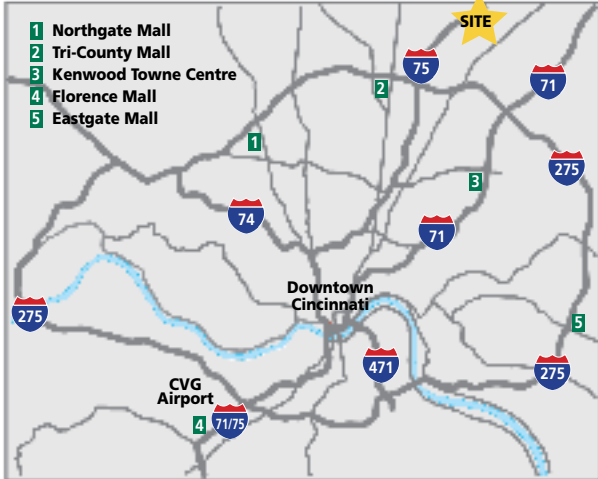 1 Northgate Mall
2 Tri-County Mall
3 Kenwood Towne Centre
4 Florence Mall
5 Eastgate Mall
SITE
75
71
2
1
275
3
74
71
Downtown
Cincinnati
275
5
471
275
CVG
Airport
4
71/75